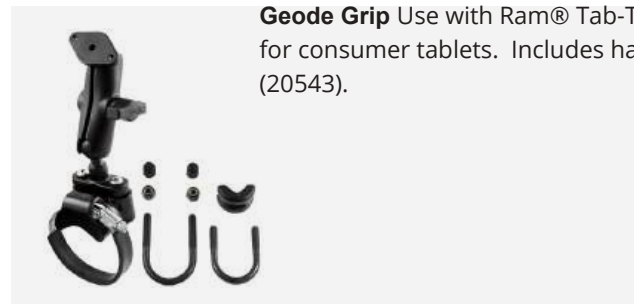 Geode Grip Use with Ram® Tab-T
for consumer tablets. Includes ha
(20543).